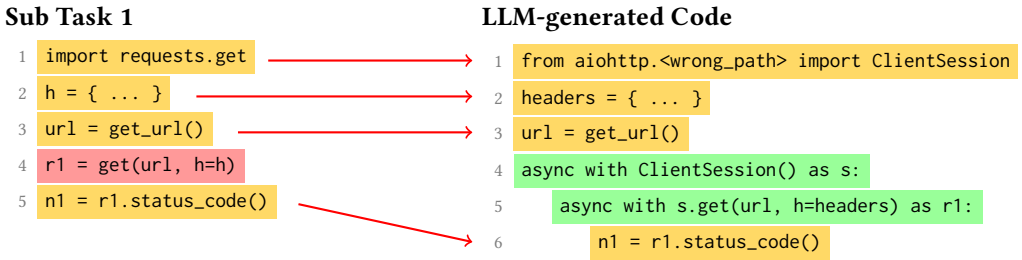 Sub Task 1
1 import requests.get
2 h = { ... }
3 url = get_url()
4 r1 = get(url, h=h)
5 n1 = r1.status_code()
LLM-generated Code
1 from aiohttp.<wrong_path> import ClientSession
2 headers = { ... }
3 url = get_url()
4 async with ClientSession() as s:
5 async with s.get(url, h=headers) as r1:
6 n1 = r1.status_code()